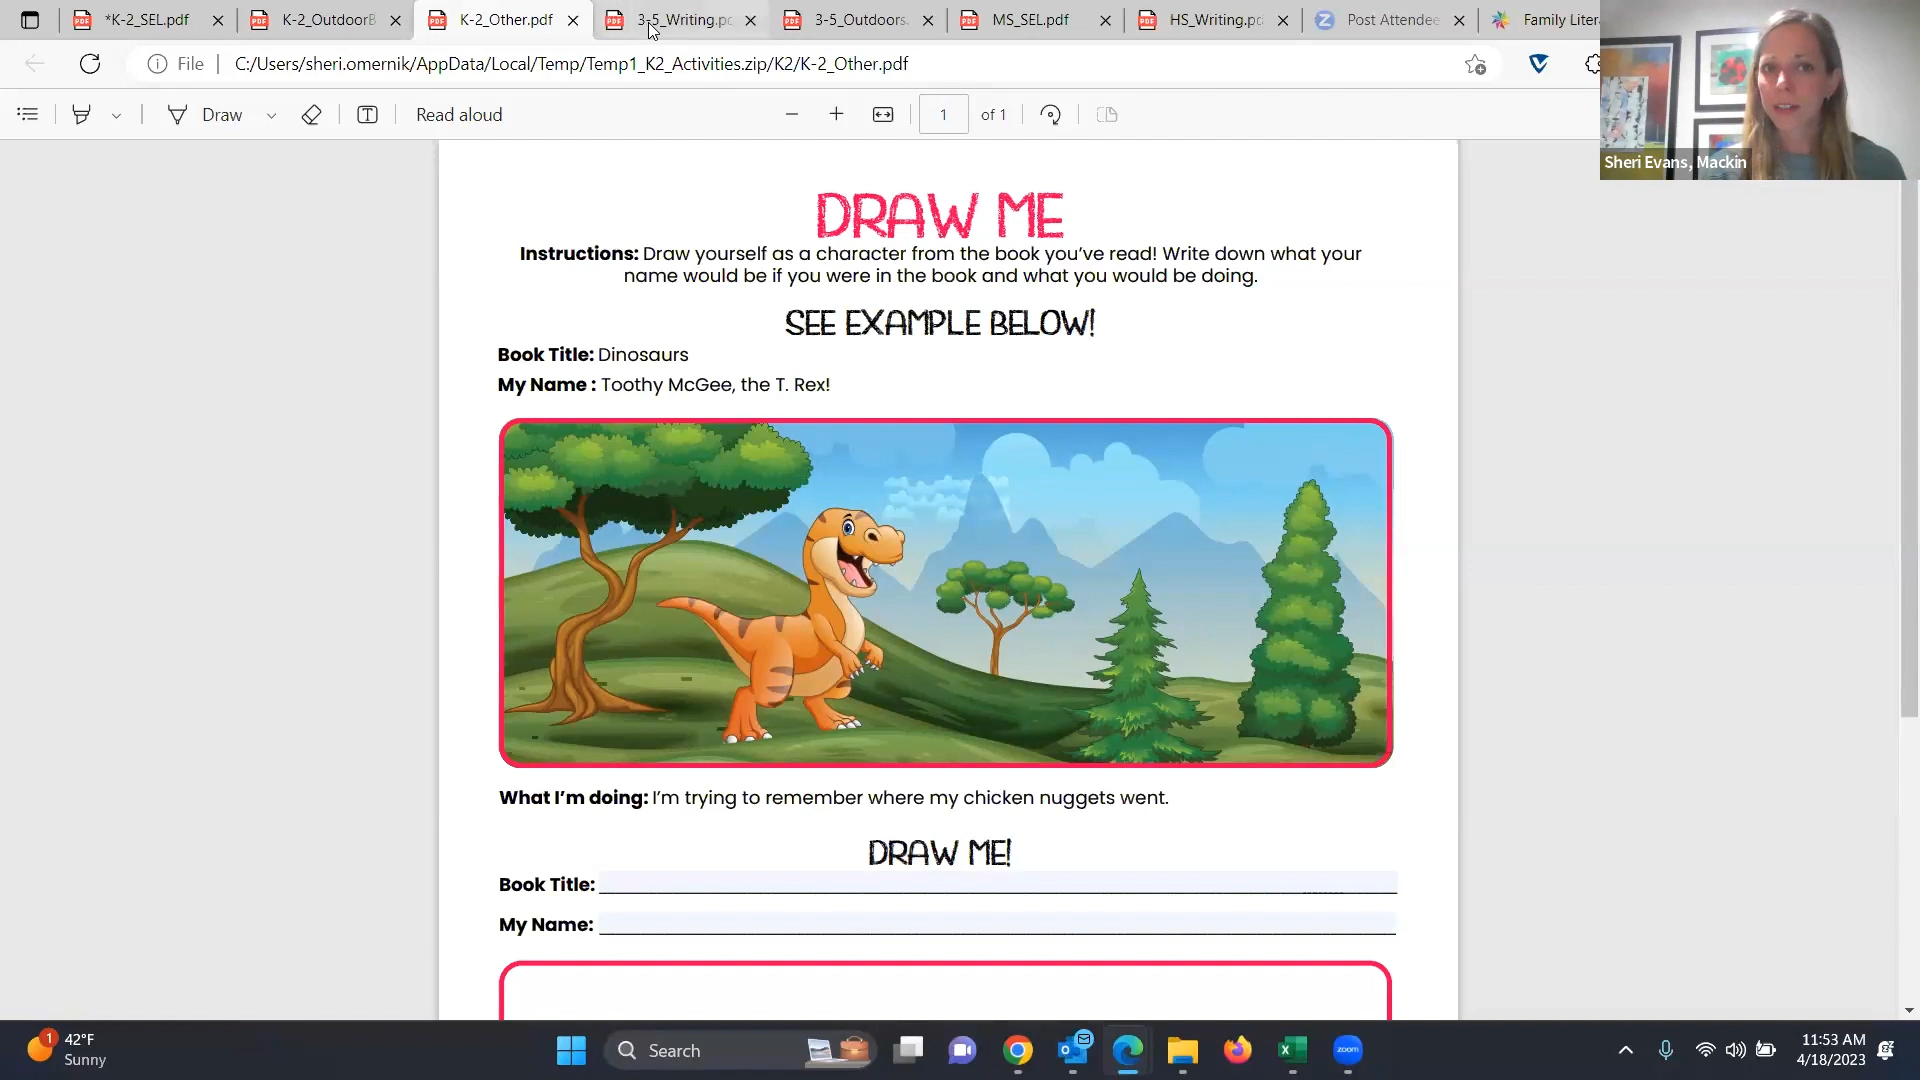 *K-2_SEL.pdf
K-2_OutdoorB
K-2_Other.pdf
3-5_Writing.pd
3-5_Outdoors.
MS_SEL.pdf
HS_Writing.pd
Post Attendee
Family Liter
File
C:/Users/sheri.omernik/AppData/Local/Temp/Temp1_K2_Activities.zip/K2/K-2_Other.pdf
Draw
Read aloud
1 of 1
Sheri Evans, Mackin
DRAW ME
Instructions: Draw yourself as a character from the book you've read! Write down what your
name would be if you were in the book and what you would be doing.
SEE EXAMPLE BELOW!
Book Title: Dinosaurs
My Name : Toothy McGee, the T. Rex!
What I'm doing: I'm trying to remember where my chicken nuggets went.
DRAW ME!
Book Title:
My Name:
1
42°F
Sunny
Search
zoom
11:53 AM
4/18/2023